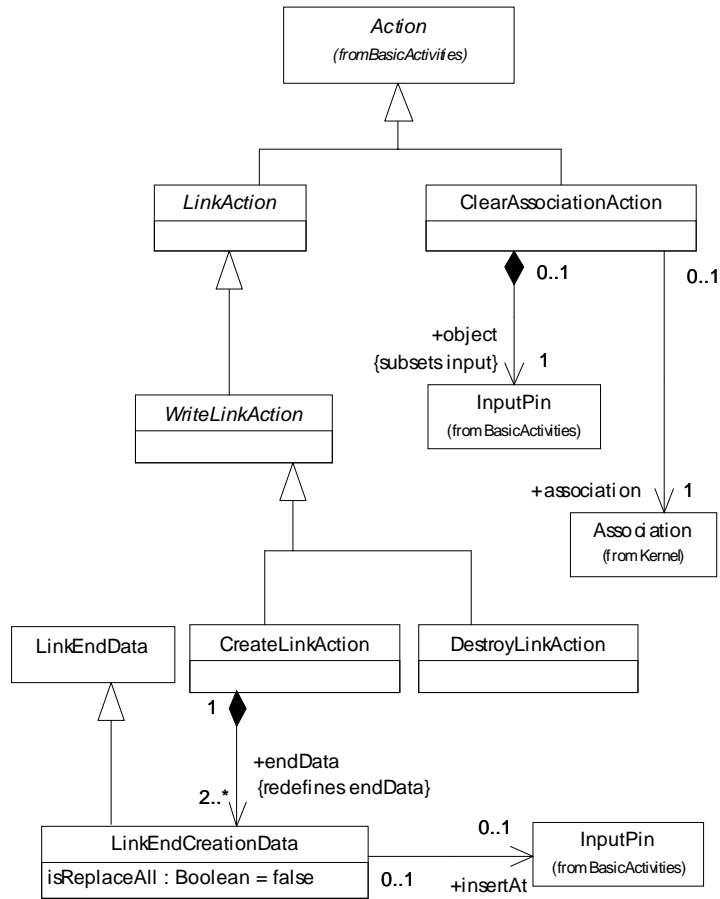 Action
(from BasicActivities)
LinkAction
ClearAssociationAction
0..1
0..1
+object
{subsets input}
1
InputPin
(from BasicActivities)
WriteLinkAction
+association
1
Association
(from Kernel)
LinkEndData
CreateLinkAction
DestroyLinkAction
1
+endData
{redefines endData}
2..*
LinkEndCreationData
isReplaceAll : Boolean = false
0..1
0..1
+insertAt
InputPin
(from BasicActivities)